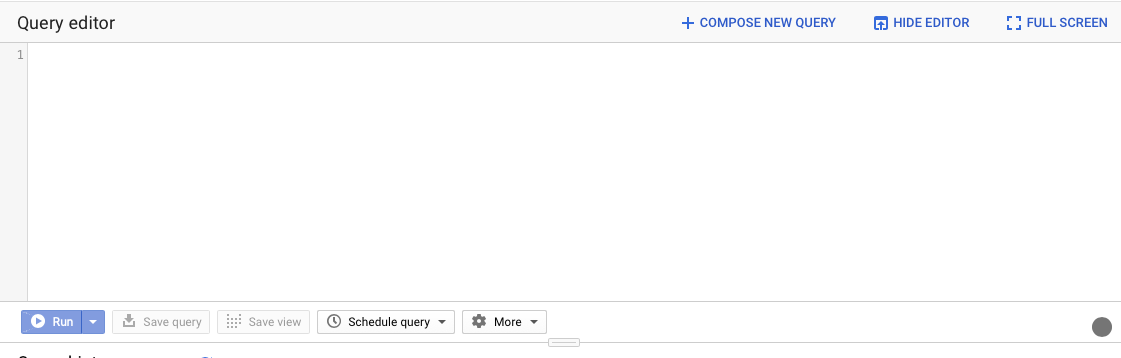 Query editor
COMPOSE NEW QUERY
HIDE EDITOR
FULL SCREEN
1
Run
Save query
Save view
Schedule query
More